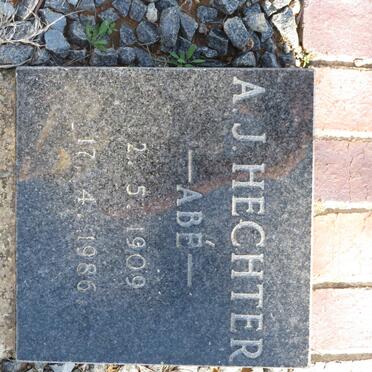 A.J. HECHTER
—ABÉ—
2. 5. 1909
17. 4. 1986